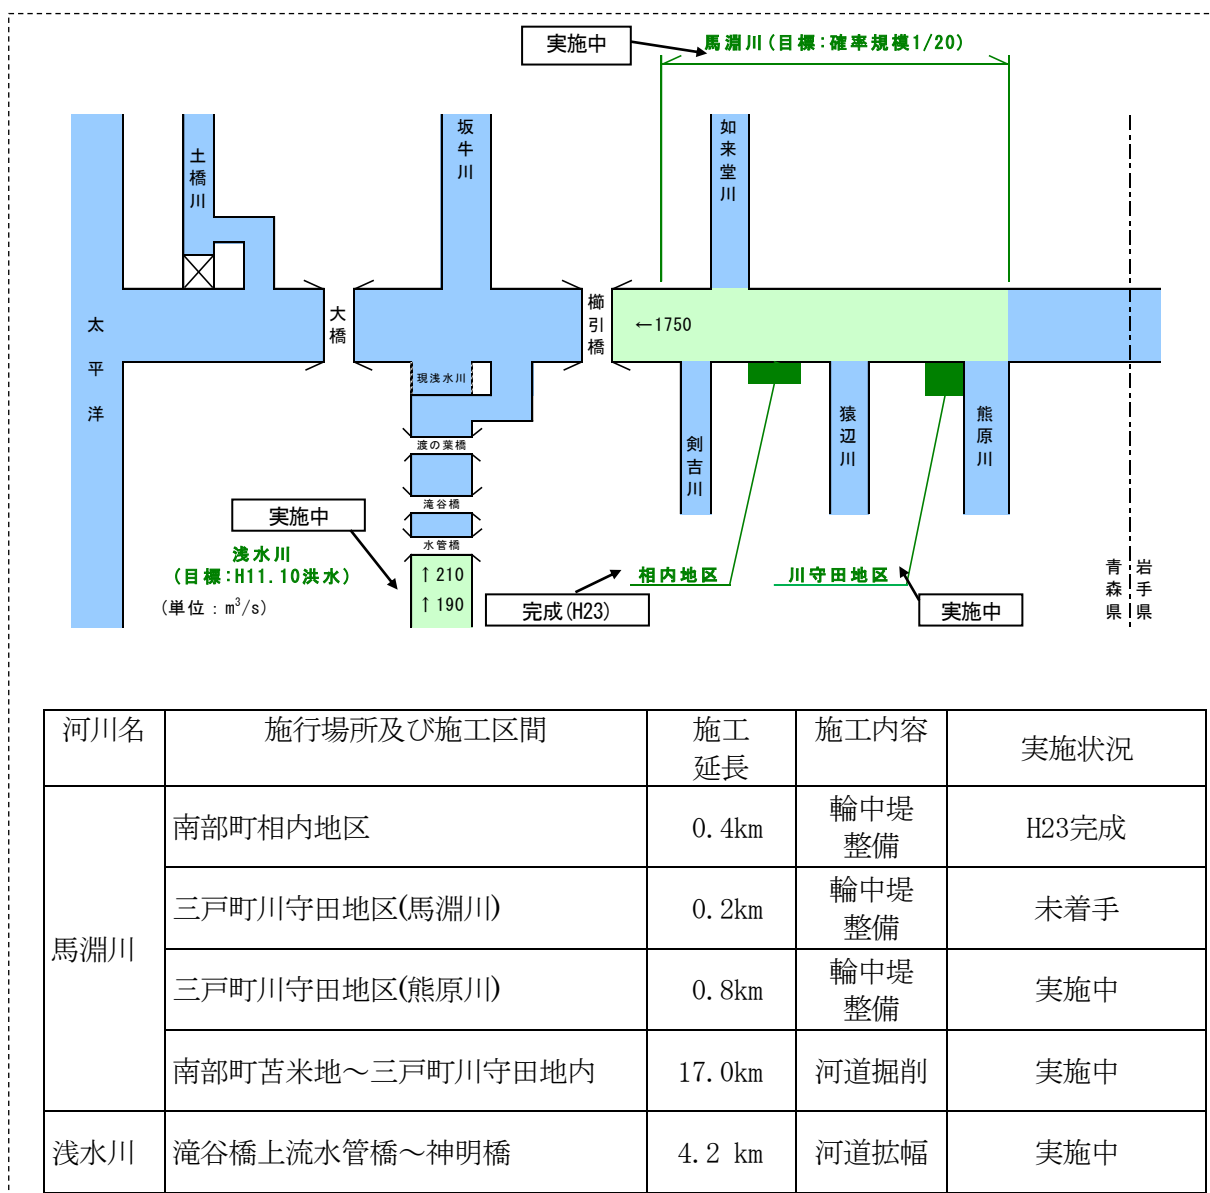 実施中
馬淵川(目標:確率規模1/20)
土橋川
坂牛川
如来堂川
太平洋
大橋
櫛引橋
←1750
現浅水川
渡の葉橋
滝谷橋
水管橋
剣吉川
猿辺川
熊原川
実施中
浅水川
(目標:H11.10洪水)
(単位：m³/s)
↑210
↑190
相内地区
川守田地区
完成(H23)
実施中
青森県
岩手県
河川名 施行場所及び施工区間 施工延長 施工内容 実施状況
馬淵川
南部町相内地区 0.4km 輪中堤整備 H23完成
三戸町川守田地区(馬淵川) 0.2km 輪中堤整備 未着手
三戸町川守田地区(熊原川) 0.8km 輪中堤整備 実施中
南部町苫米地～三戸町川守田地内 17.0km 河道掘削 実施中
浅水川 滝谷橋上流水管橋～神明橋 4.2 km 河道拡幅 実施中